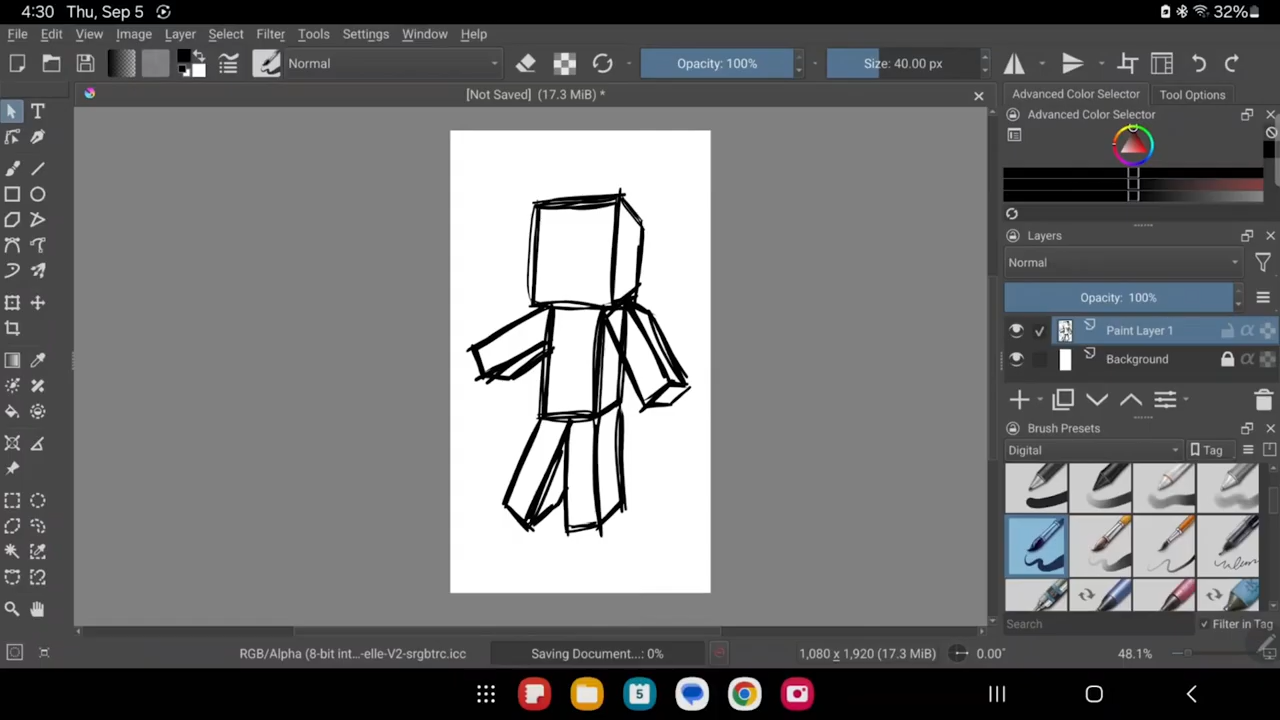 4:30 Thu, Sep 5 32%
File Edit View Image Layer Select Filter Tools Settings Window Help
Normal Opacity: 100% Size: 40.00 px
[Not Saved] (17.3 MiB) *
Advanced Color Selector Tool Options
Advanced Color Selector
Layers
Normal
Opacity: 100%
Paint Layer 1
Background
Brush Presets
Digital Tag
Search Filter in Tag
RGB/Alpha (8-bit int...-elle-V2-srgbtrc.icc Saving Document...: 0% 1,080 x 1,920 (17.3 MiB) 0.00° 48.1%
5